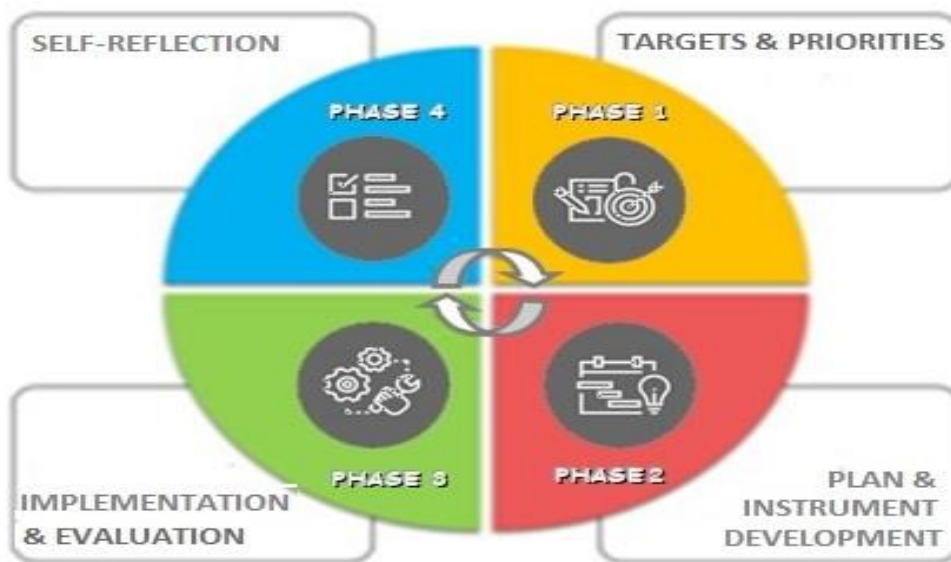 SELF-REFLECTION
TARGETS & PRIORITIES
PHASE 4
PHASE 1
PHASE 3
PHASE 2
IMPLEMENTATION
& EVALUATION
PLAN &
INSTRUMENT
DEVELOPMENT